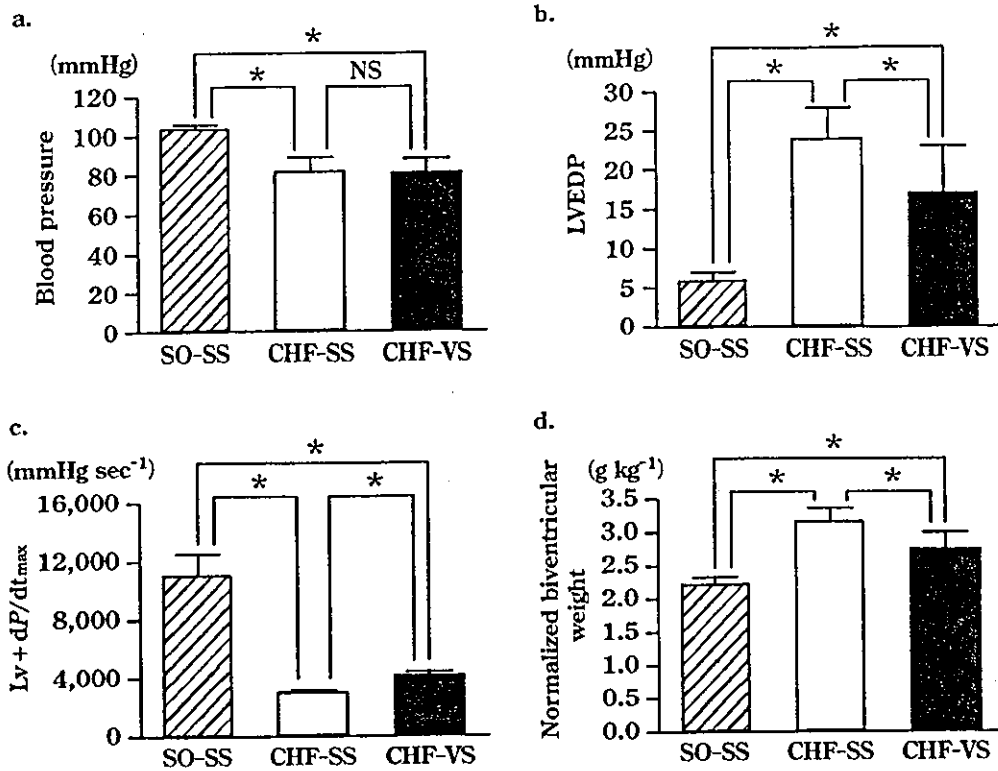 a.
(mmHg)
*
*
NS
120
100
80
60
40
20
0
Blood pressure
SO-SS CHF-SS CHF-VS
b.
(mmHg)
*
*
*
30
25
20
15
10
5
0
LVEDP
SO-SS CHF-SS CHF-VS
c.
(mmHg sec⁻¹)
*
*
*
16,000
12,000
8,000
4,000
0
Lv + dP/dtmax
SO-SS CHF-SS CHF-VS
d.
(g kg⁻¹)
*
*
*
3.5
3.0
2.5
2.0
1.5
1.0
0.5
0.0
Normalized biventricular
weight
SO-SS CHF-SS CHF-VS